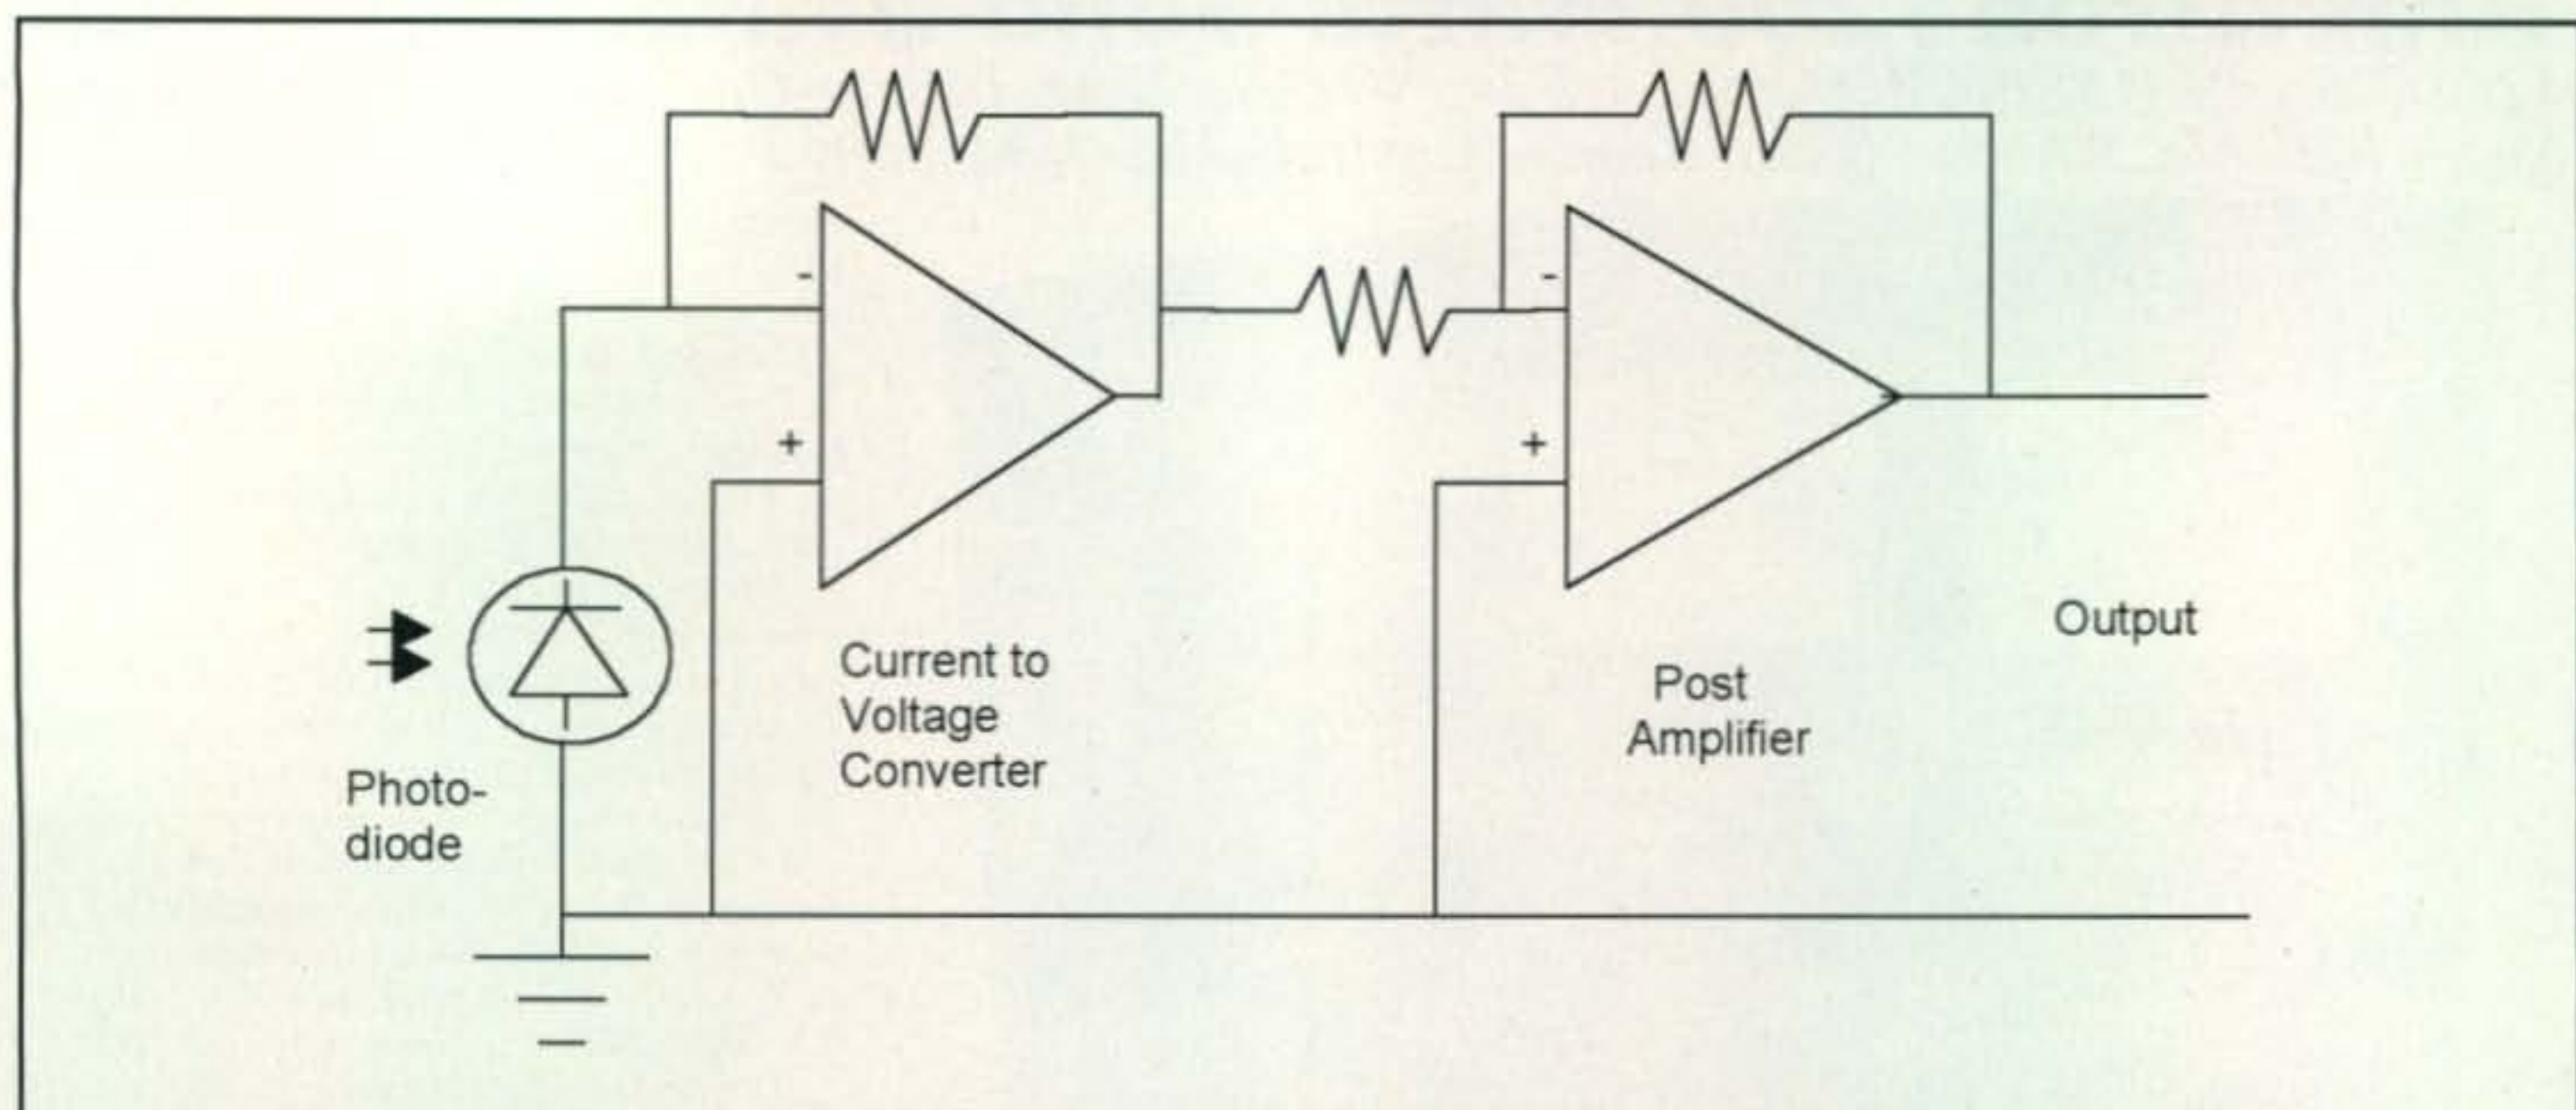 -
+
-
+
Photo-
diode
Current to
Voltage
Converter
Post
Amplifier
Output